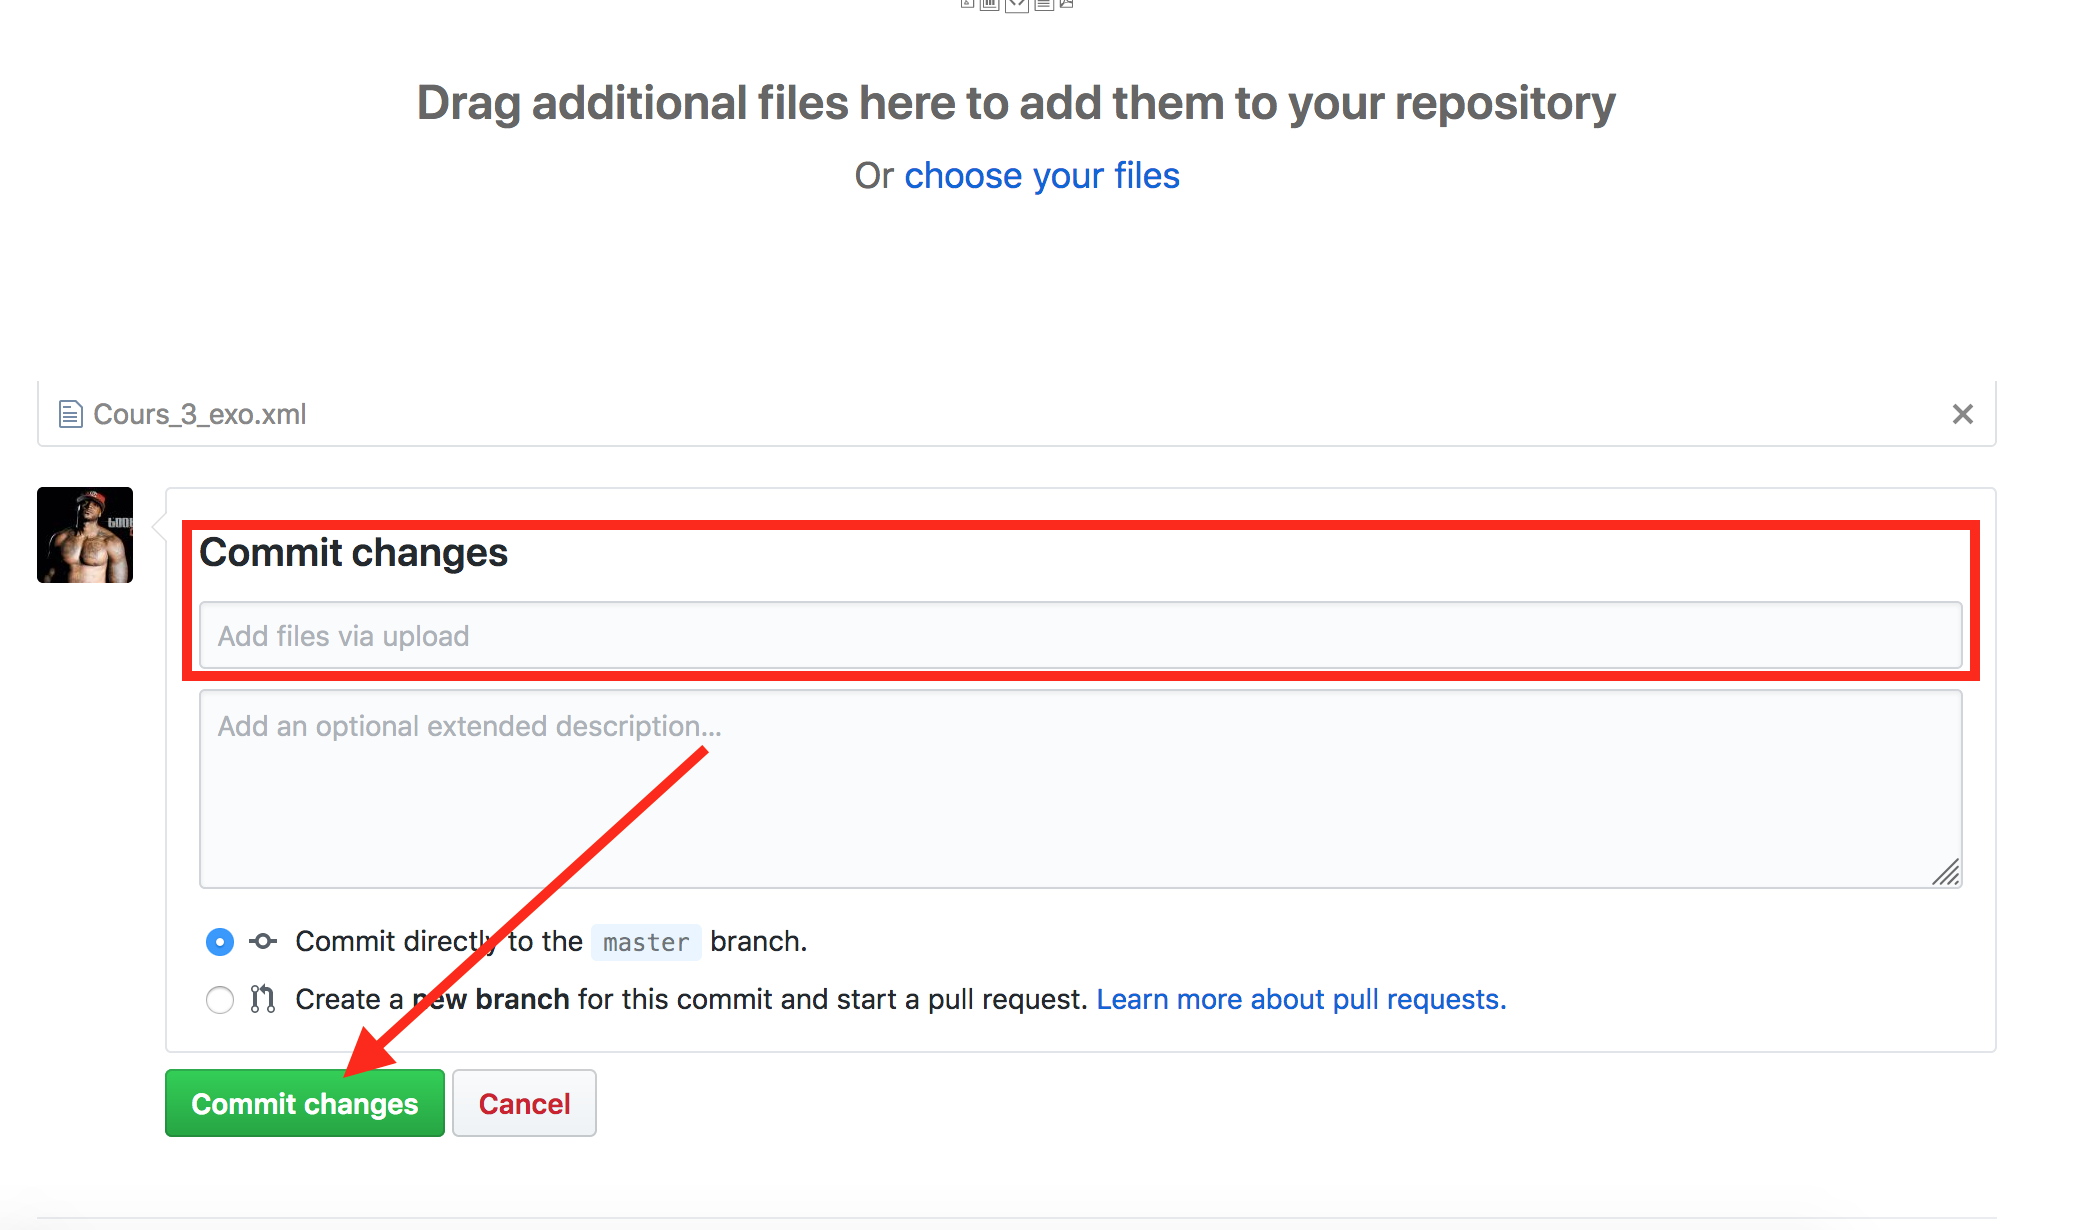 Drag additional files here to add them to your repository
Or choose your files
Cours_3_exo.xml
Commit changes
Add files via upload
Add an optional extended description...
Commit directly to the master branch.
Create a new branch for this commit and start a pull request. Learn more about pull requests.
Commit changes
Cancel